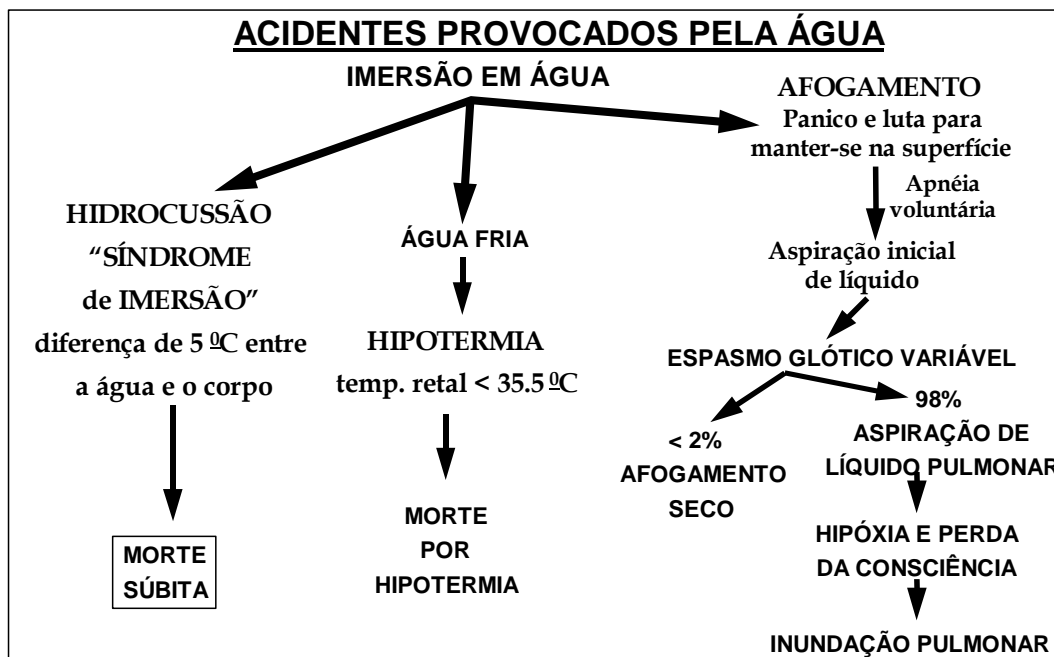 ACIDENTES PROVOCADOS PELA ÁGUA
IMERSÃO EM ÁGUA
HIDROCUSSÃO
“SÍNDROME
de IMERSÃO”
diferença de 5 ºC entre
a água e o corpo
MORTE
SÚBITA
ÁGUA FRIA
HIPOTERMIA
temp. retal < 35.5 ºC
MORTE
POR
HIPOTERMIA
AFOGAMENTO
Panico e luta para
manter-se na superfície
Apnéia
voluntária
Aspiração inicial
de líquido
ESPASMO GLÓTICO VARIÁVEL
< 2%
AFOGAMENTO
SECO
98%
ASPIRAÇÃO DE
LÍQUIDO PULMONAR
HIPÓXIA E PERDA
DA CONSCIÊNCIA
INUNDAÇÃO PULMONAR